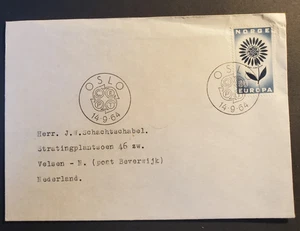 NORGE
EUROPA
OSLO
14-9-64
OSLO
14-9-64
Herr. J.C.Schachtschabel.
Stratingplantsoen 46 zw.
Velsen - N. (post Beverwijk)
Nederland.